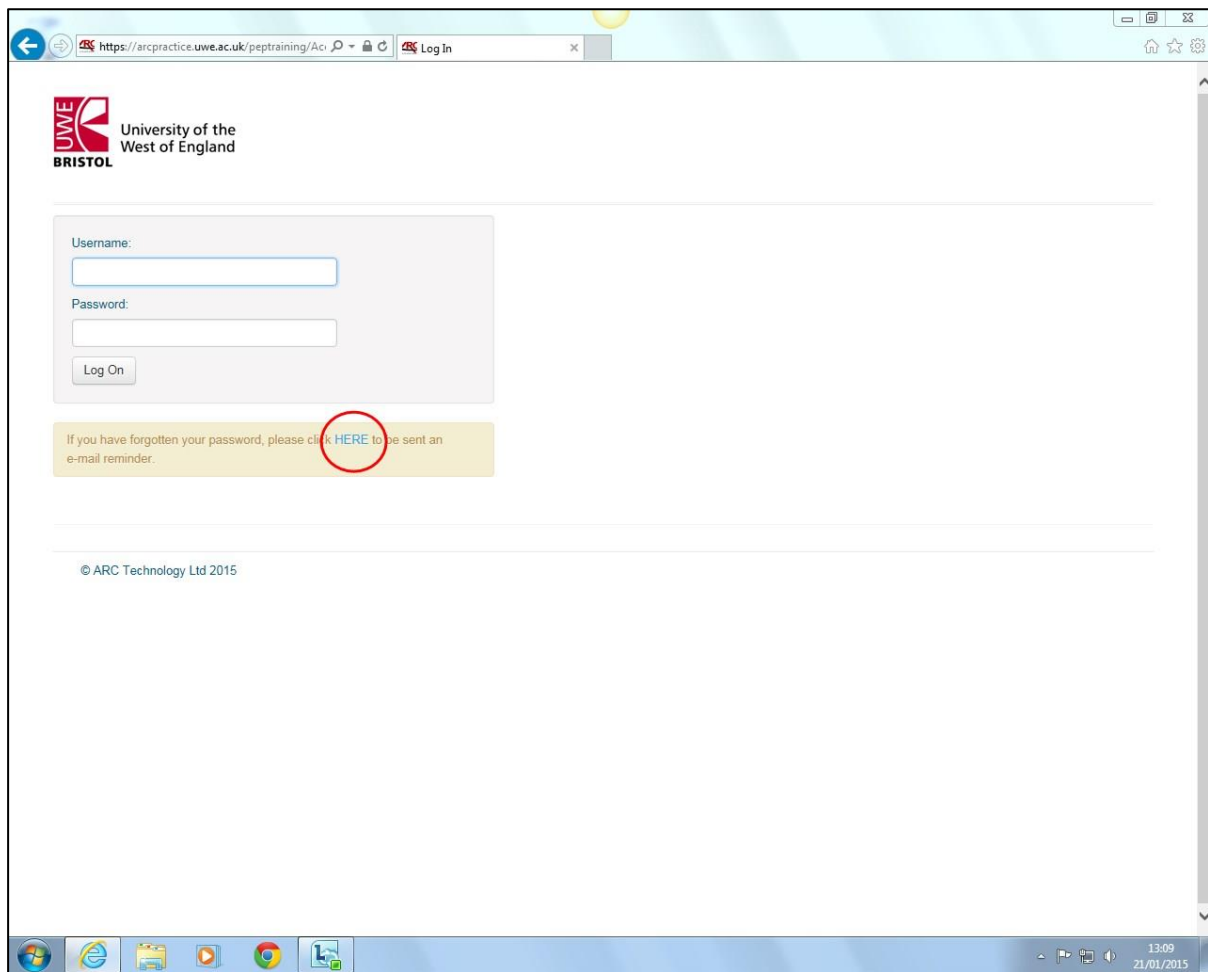 https://arcpractice.uwe.ac.uk/peptraining/Acc
ARC Log In
UWE
BRISTOL
University of the
West of England
Username:
Password:
Log On
If you have forgotten your password, please click HERE to be sent an
e-mail reminder.
© ARC Technology Ltd 2015
13:09
21/01/2015